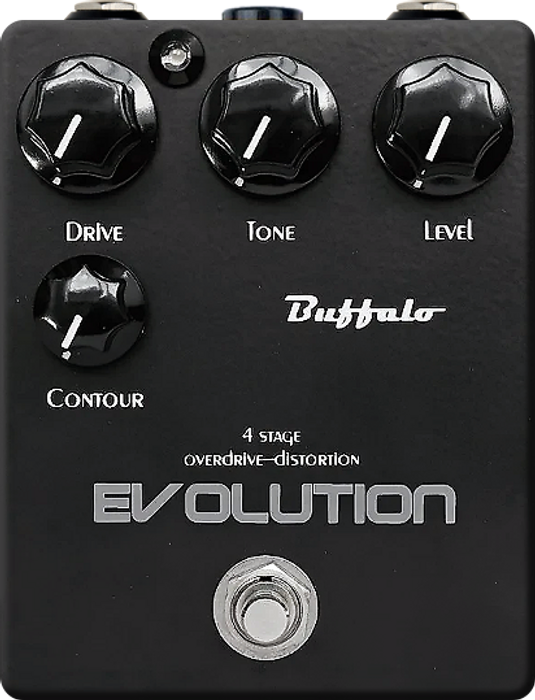 Drive Tone Level
Buffalo
Contour
4 stage
overdrive-distortion
EVOLUTION